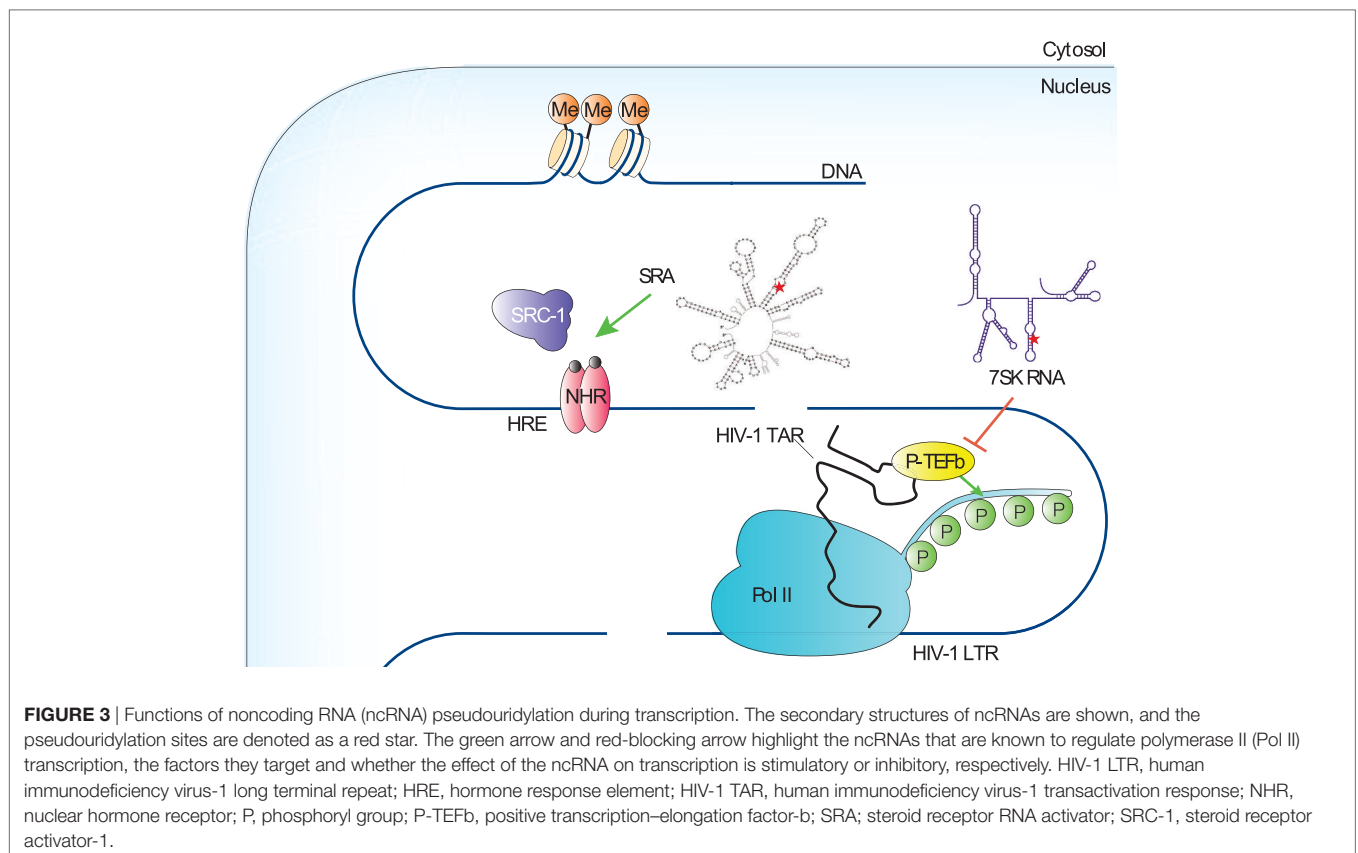 Cytosol
Nucleus
Me Me Me
DNA
SRA
SRC-1
7SK RNA
NHR
HRE
HIV-1 TAR
P-TEFb
P P P P P
Pol II
HIV-1 LTR
FIGURE 3 | Functions of noncoding RNA (ncRNA) pseudouridylation during transcription. The secondary structures of ncRNAs are shown, and the
pseudouridylation sites are denoted as a red star. The green arrow and red-blocking arrow highlight the ncRNAs that are known to regulate polymerase II (Pol II)
transcription, the factors they target and whether the effect of the ncRNA on transcription is stimulatory or inhibitory, respectively. HIV-1 LTR, human
immunodeficiency virus-1 long terminal repeat; HRE, hormone response element; HIV-1 TAR, human immunodeficiency virus-1 transactivation response; NHR,
nuclear hormone receptor; P, phosphoryl group; P-TEFb, positive transcription–elongation factor-b; SRA; steroid receptor RNA activator; SRC-1, steroid receptor
activator-1.